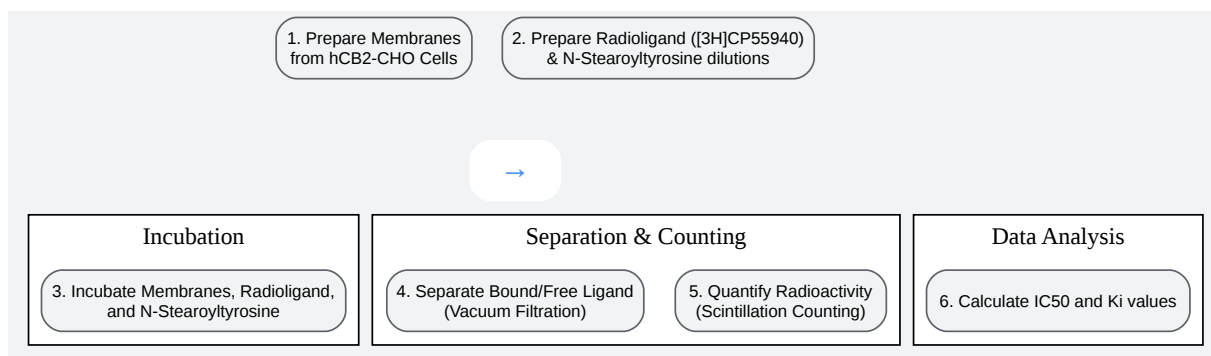 1. Prepare Membranes
from hCB2-CHO Cells
2. Prepare Radioligand ([3H]CP55940)
& N-Stearoyltyrosine dilutions
→
Incubation
3. Incubate Membranes, Radioligand,
and N-Stearoyltyrosine
Separation & Counting
4. Separate Bound/Free Ligand
(Vacuum Filtration)
5. Quantify Radioactivity
(Scintillation Counting)
Data Analysis
6. Calculate IC50 and Ki values